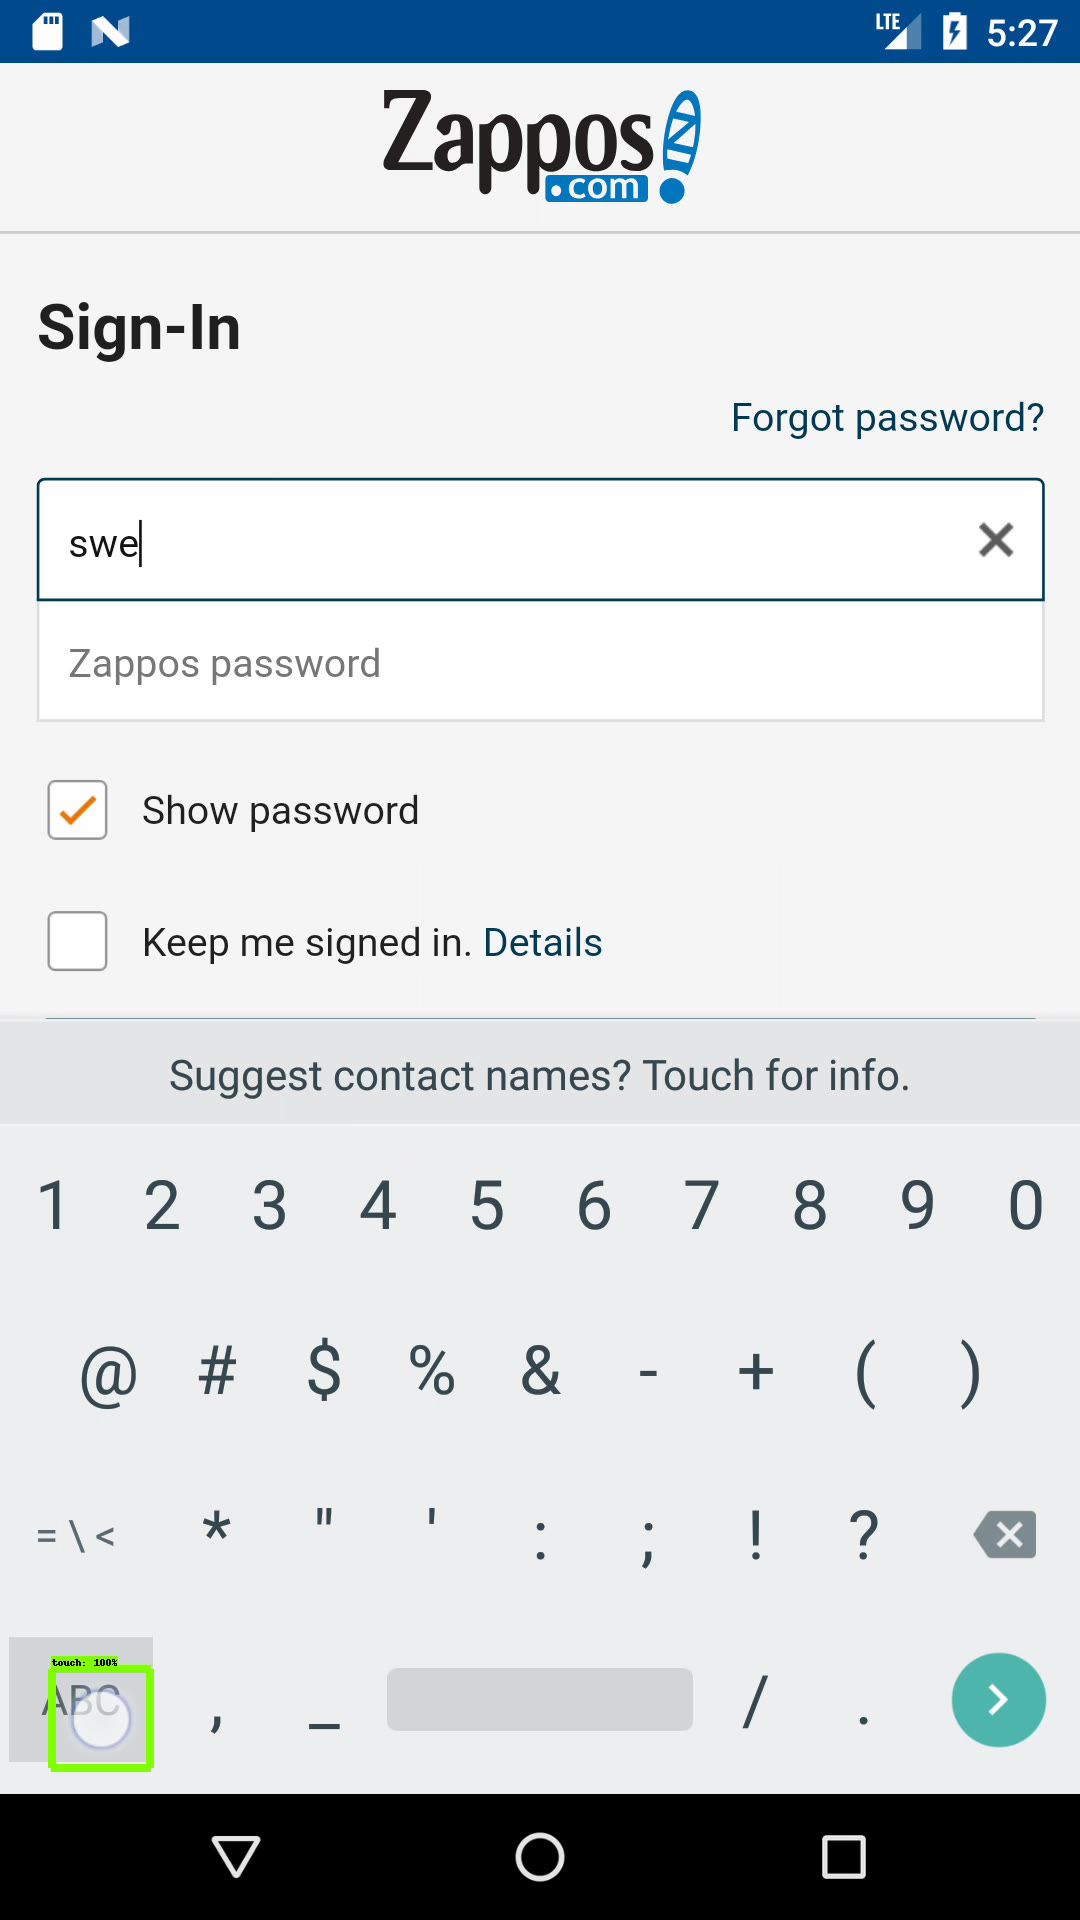 LTE 5:27
Zappos
.com
Sign-In
Forgot password?
swe
Zappos password
Show password
Keep me signed in. Details
Suggest contact names? Touch for info.
1 2 3 4 5 6 7 8 9 0
@ # $ % & - + ( )
= \ < * " ' : ; ! ?
touch: 100%
ABC , _ / .